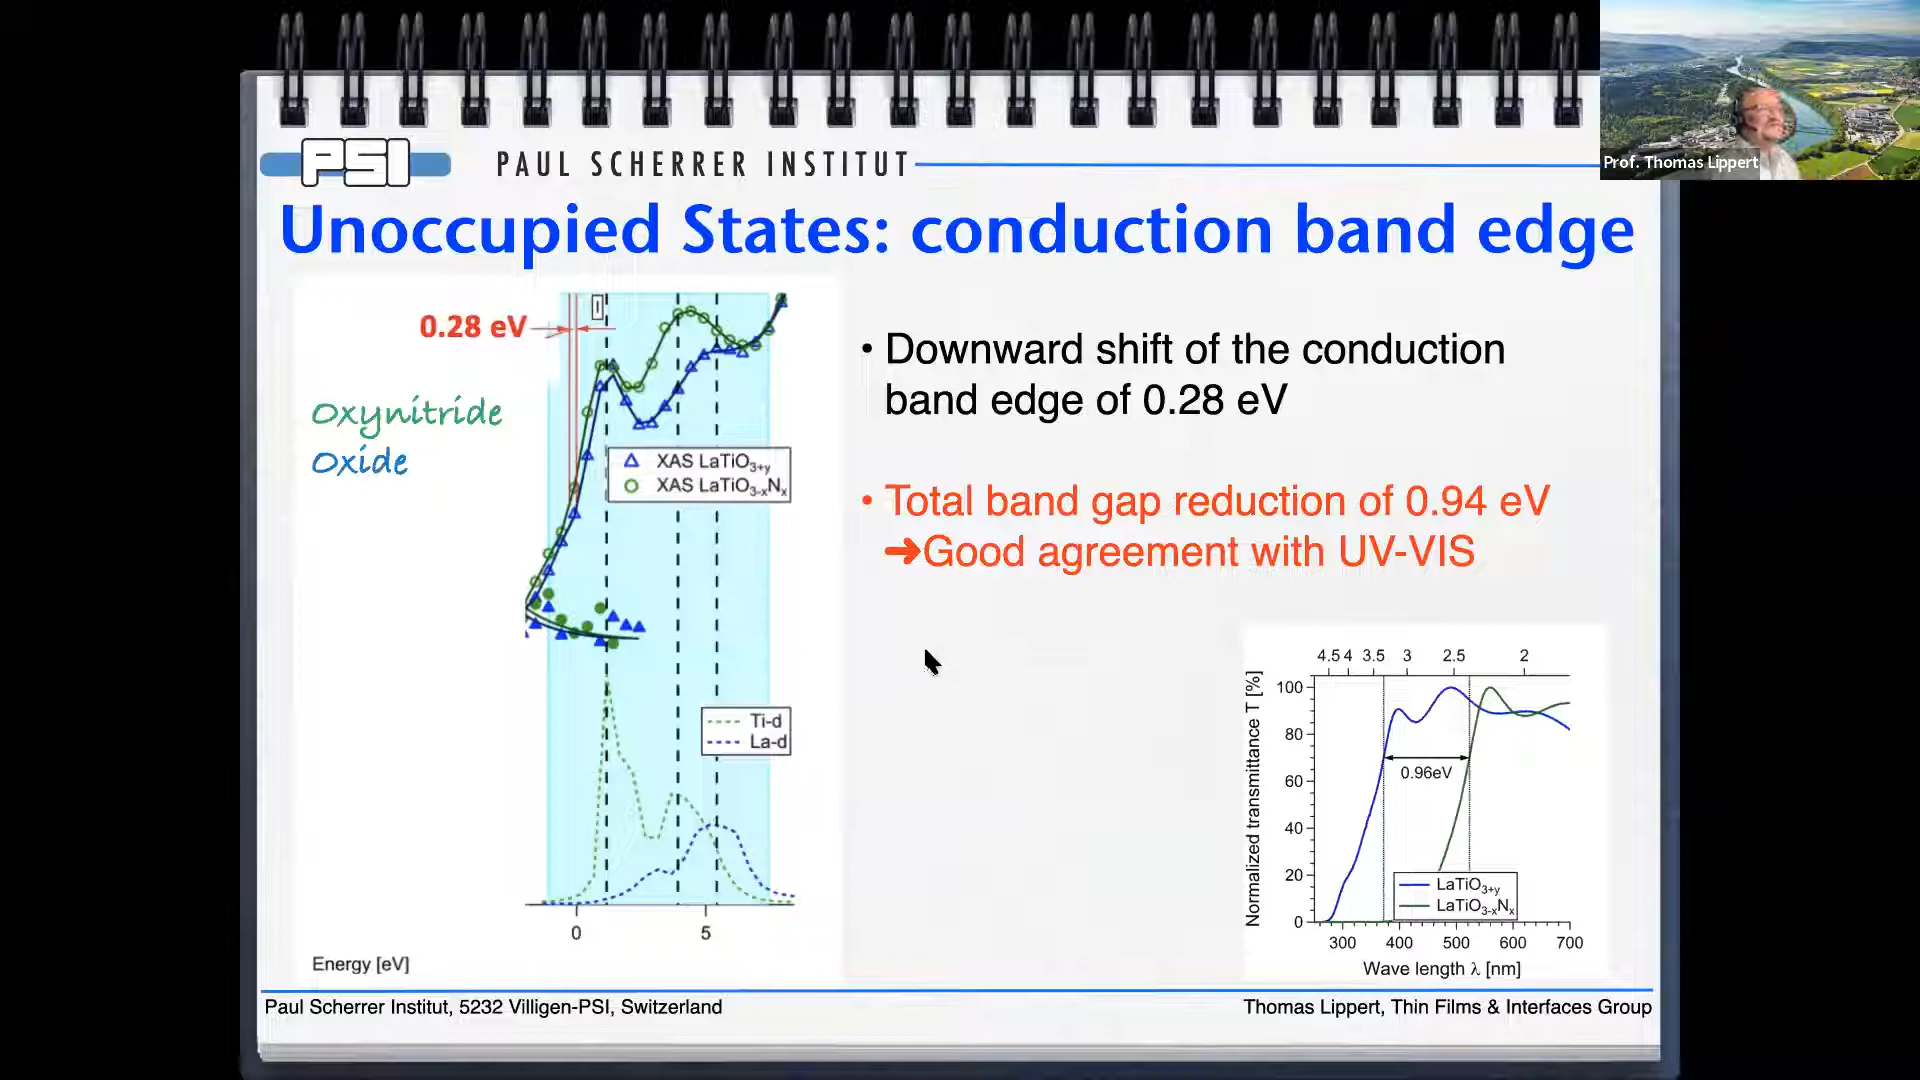 PSI
PAUL SCHERRER INSTITUT
Prof. Thomas Lippert
Unoccupied States: conduction band edge
0.28 eV
Oxynitride
Oxide
XAS LaTiO3+y
XAS LaTiO3-xNx
Ti-d
La-d
0 5
Energy [eV]
• Downward shift of the conduction
band edge of 0.28 eV
• Total band gap reduction of 0.94 eV
➜Good agreement with UV-VIS
4.5 4 3.5 3 2.5 2
Normalized transmittance T [%]
100
80
60
40
20
0
0.96eV
LaTiO3+y
LaTiO3-xNx
300 400 500 600 700
Wave length λ [nm]
Paul Scherrer Institut, 5232 Villigen-PSI, Switzerland
Thomas Lippert, Thin Films & Interfaces Group